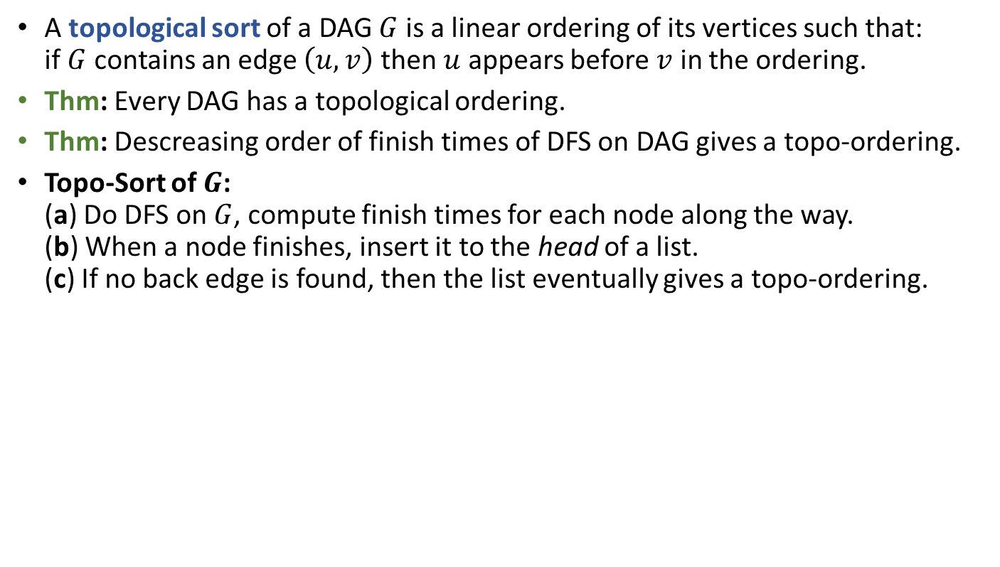 • A topological sort of a DAG 𝐺 is a linear ordering of its vertices such that:
if 𝐺 contains an edge (𝑢, 𝑣) then 𝑢 appears before 𝑣 in the ordering.
• Thm: Every DAG has a topological ordering.
• Thm: Descreasing order of finish times of DFS on DAG gives a topo-ordering.
• Topo-Sort of 𝑮:
(a) Do DFS on 𝐺, compute finish times for each node along the way.
(b) When a node finishes, insert it to the head of a list.
(c) If no back edge is found, then the list eventually gives a topo-ordering.